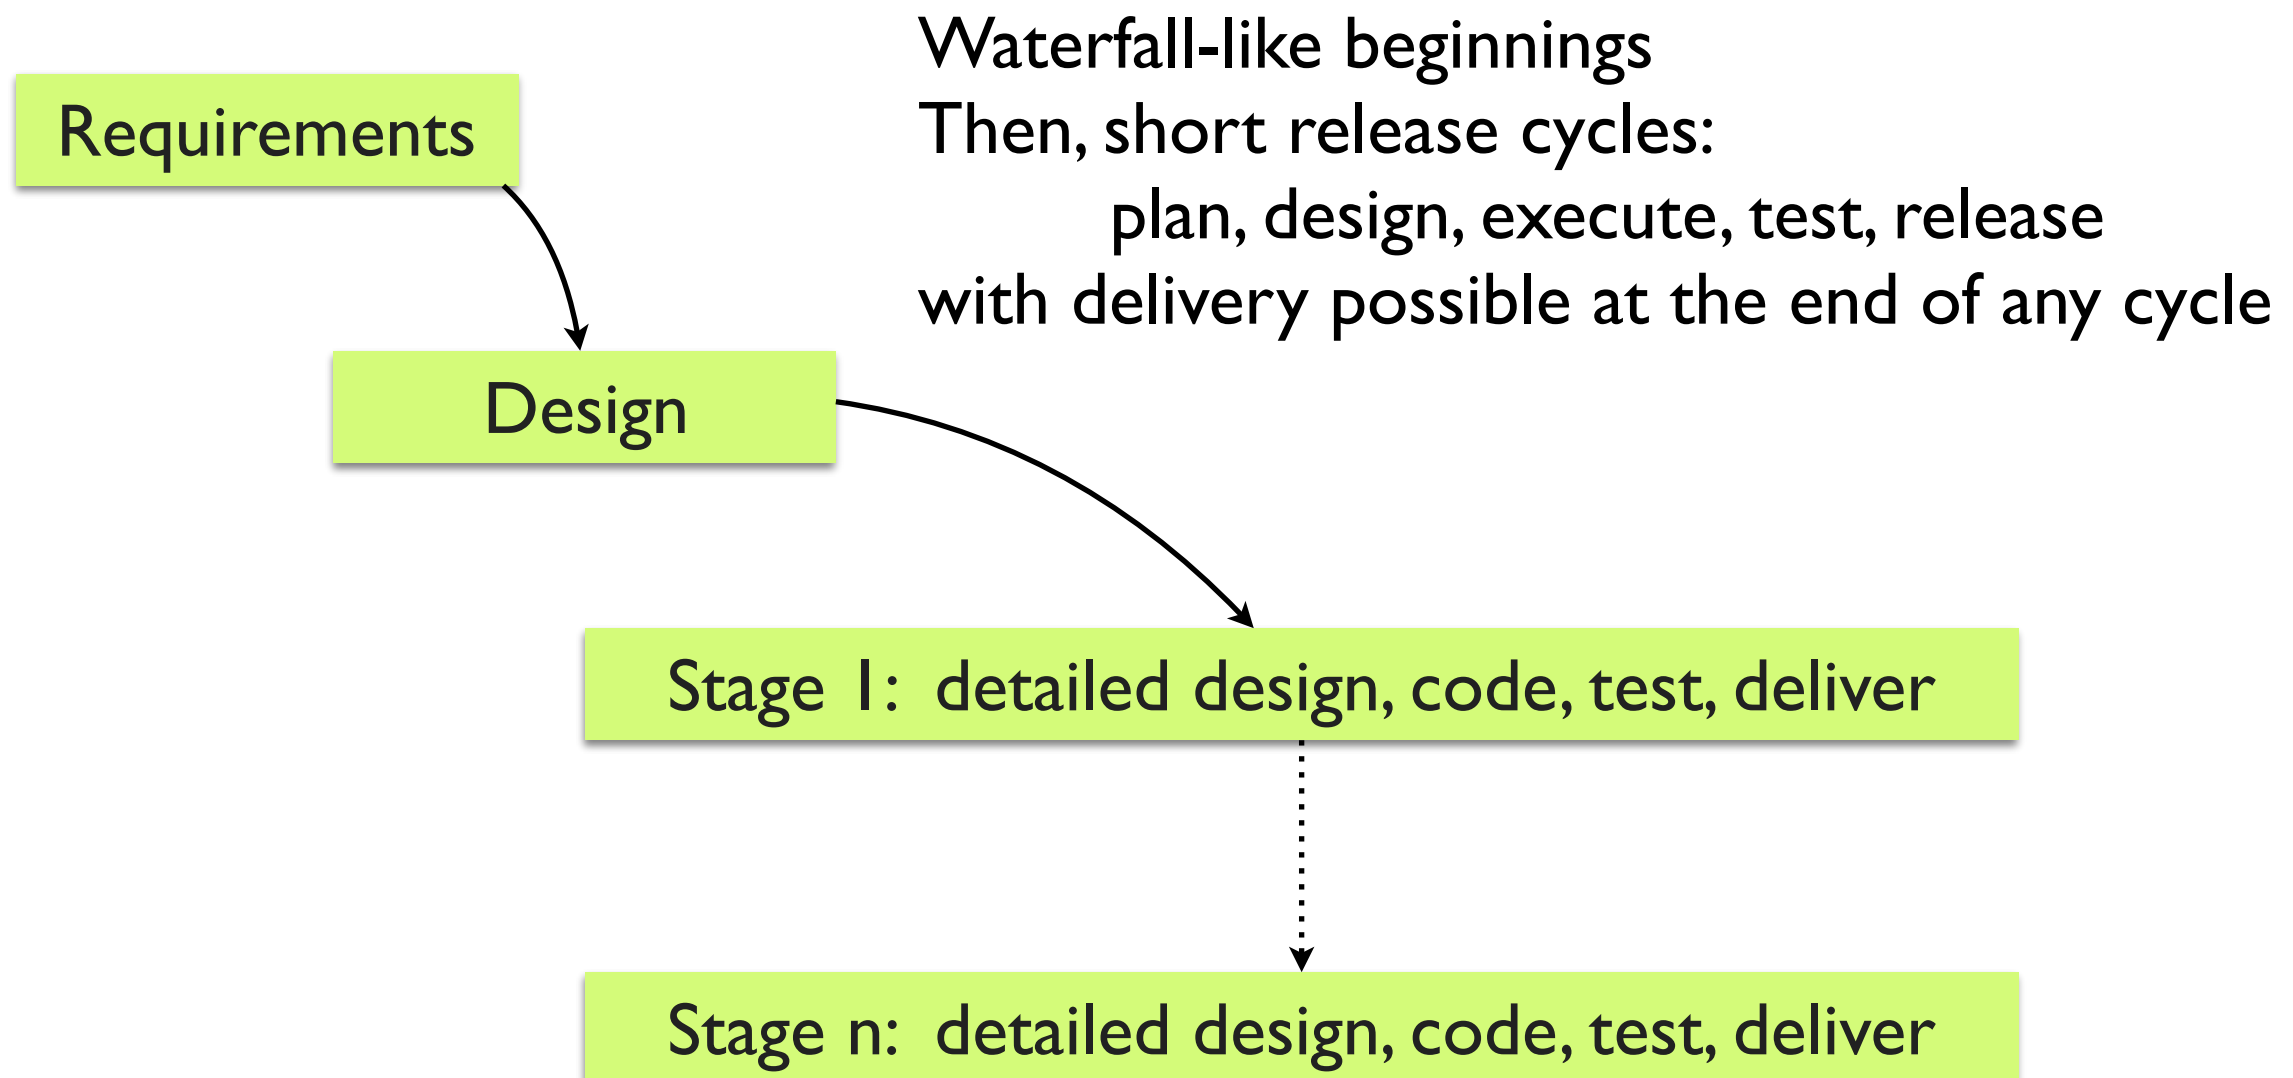 Waterfall-like beginnings
Then, short release cycles:
plan, design, execute, test, release
with delivery possible at the end of any cycle
Requirements
Design
Stage 1: detailed design, code, test, deliver
Stage n: detailed design, code, test, deliver